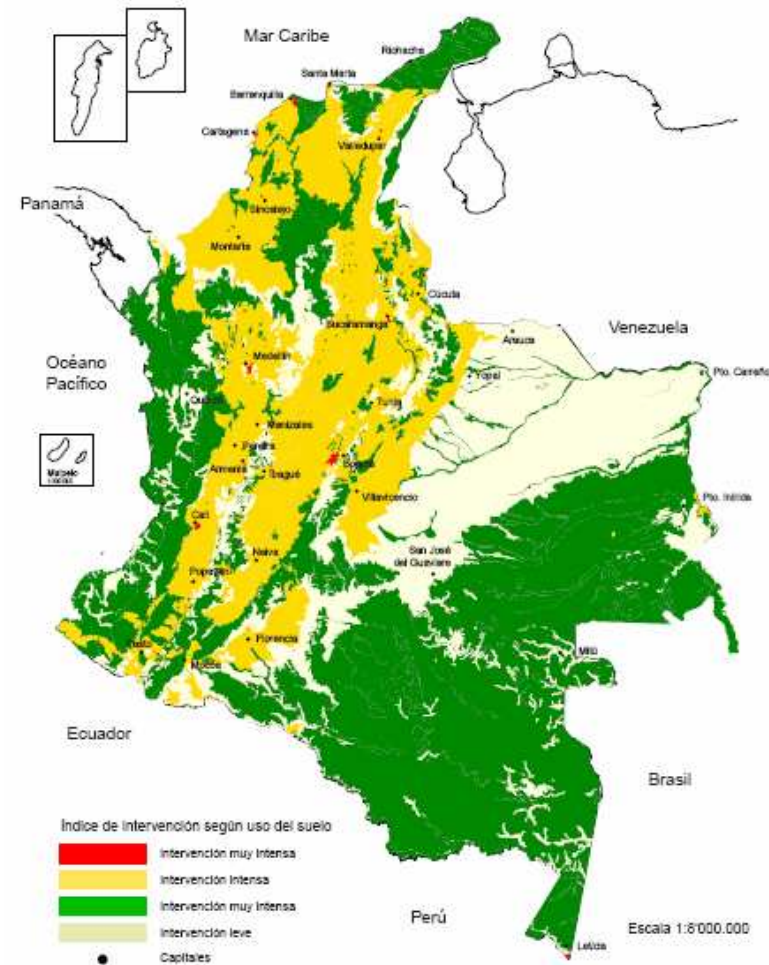 Mar Caribe
Riohacha
Santa Marta
Barranquilla
Cartagena
Valledupar
Panamá
Sincelejo
Montería
Cúcuta
Bucaramanga
Venezuela
Arauca
Medellín
Océano
Pacífico
Yopal
Pto. Carreño
Quibdó
Tunja
Manizales
Pereira
Malpelo
Armenia
Ibagué
Bogotá
Villavicencio
Pto. Inírida
Cali
San José
del Guaviare
Neiva
Popayán
Florencia
Pasto
Mocoa
Mitú
Ecuador
Brasil
Índice de intervención según uso del suelo
Intervención muy Intensa
Intervención Intensa
Intervención muy Intensa
Intervención leve
Capitales
Perú
Escala 1:8'000.000
Leticia